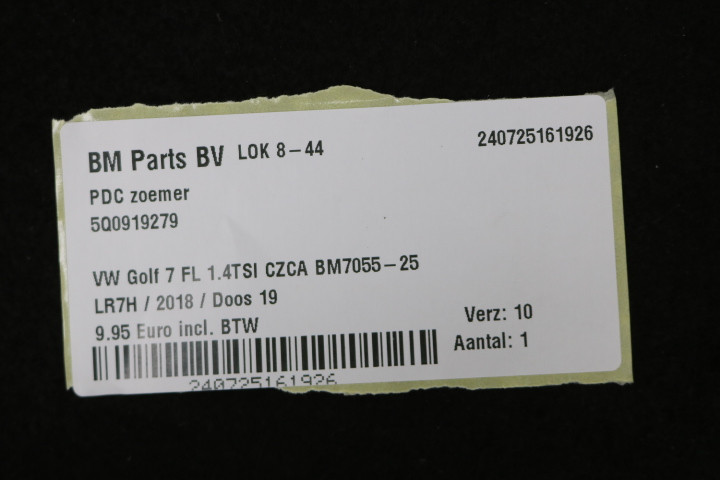 BM Parts BV LOK 8-44 240725161926
PDC zoemer
5Q0919279
VW Golf 7 FL 1.4TSI CZCA BM7055-25
LR7H / 2018 / Doos 19
9.95 Euro incl. BTW
Verz: 10
Aantal: 1
240725161926